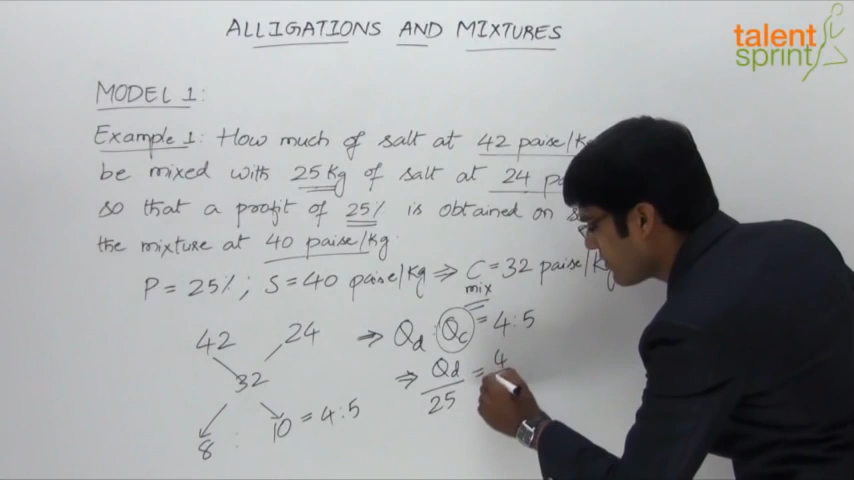 ALLIGATIONS AND MIXTURES
talent
sprint
MODEL 1:
Example 1: How much of salt at 42 paise/K
be mixed with 25 Kg of salt at 24
so that a profit of 25% is obtained on
the mixture at 40 paise/Kg.
P = 25% ; S = 40 paise/Kg ⇒ C = 32 paise/Kg
mix
42 24 ⇒ Qd : Qc = 4 : 5
32 ⇒ Qd/25 = 4
8 : 10 = 4 : 5